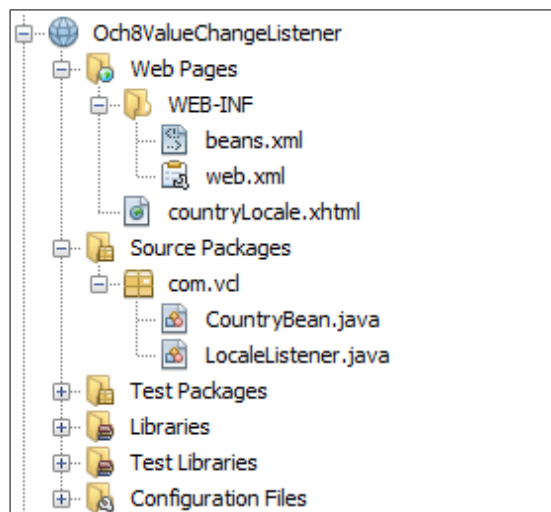 Och8ValueChangeListener
Web Pages
WEB-INF
beans.xml
web.xml
countryLocale.xhtml
Source Packages
com.vcl
CountryBean.java
LocaleListener.java
Test Packages
Libraries
Test Libraries
Configuration Files